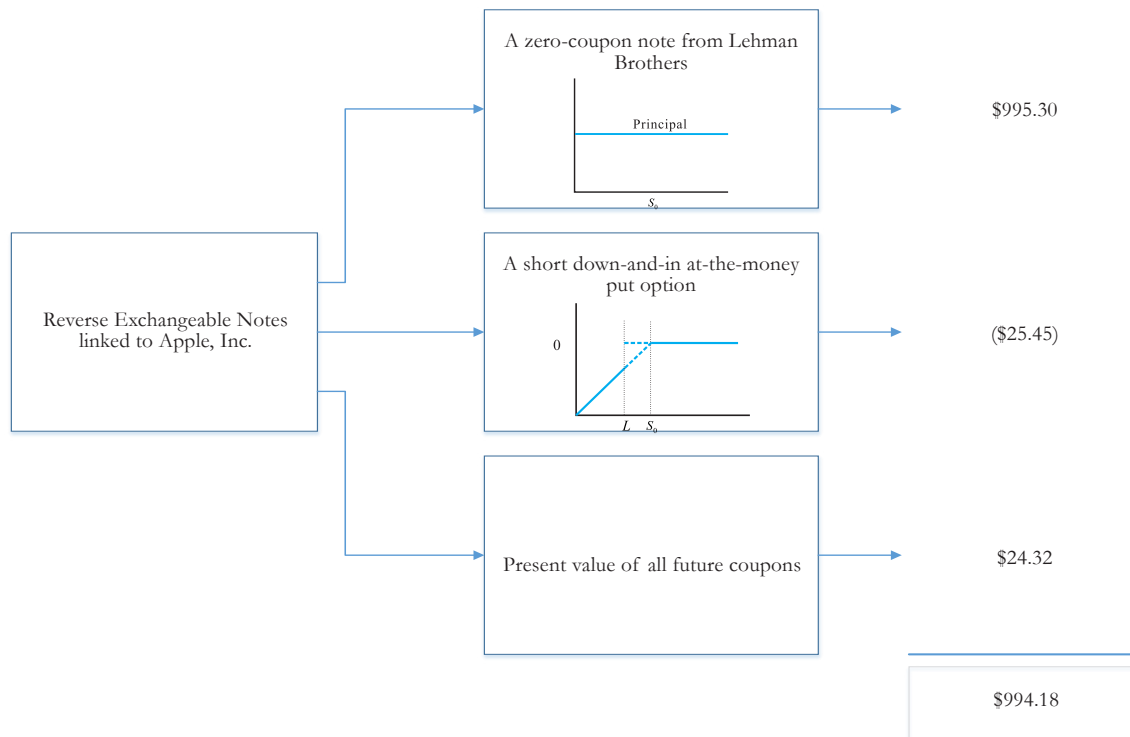 A zero-coupon note from Lehman
Brothers
Principal
S₀
$995.30
Reverse Exchangeable Notes
linked to Apple, Inc.
A short down-and-in at-the-money
put option
0
L S₀
($25.45)
Present value of all future coupons
$24.32
$994.18